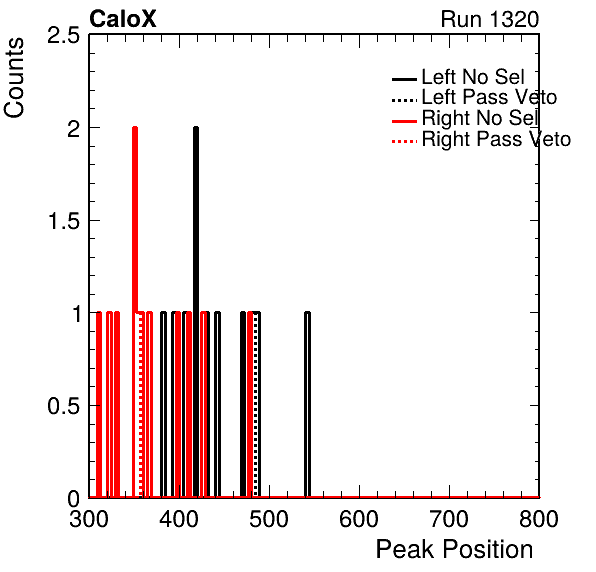 CaloX Run 1320
Counts
2.5
2
1.5
1
0.5
0
Left No Sel
Left Pass Veto
Right No Sel
Right Pass Veto
300 400 500 600 700 800
Peak Position